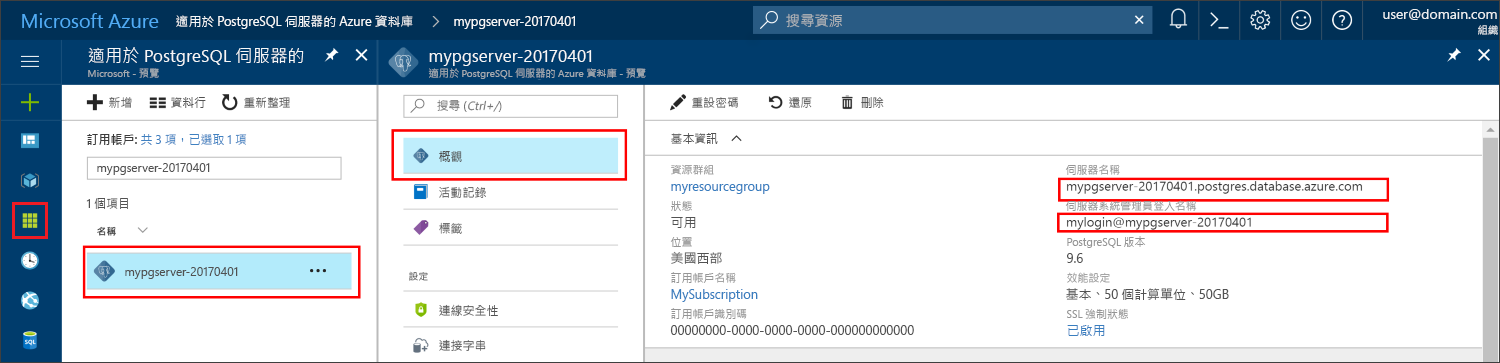 Microsoft Azure 適用於 PostgreSQL 伺服器的 Azure 資料庫 > mypgserver-20170401
搜尋資源
user@domain.com
組織
適用於 PostgreSQL 伺服器的
Microsoft - 預覽
新增 資料行 重新整理
訂用帳戶: 共 3 項，已選取 1 項
mypgserver-20170401
1 個項目
名稱
mypgserver-20170401
mypgserver-20170401
適用於 PostgreSQL 伺服器的 Azure 資料庫 - 預覽
搜尋 (Ctrl+/)
概觀
活動記錄
標籤
設定
連線安全性
連接字串
重設密碼 還原 刪除
基本資訊
資源群組
myresourcegroup
狀態
可用
位置
美國西部
訂用帳戶名稱
MySubscription
訂用帳戶識別碼
00000000-0000-0000-0000-000000000000
伺服器名稱
mypgserver-20170401.postgres.database.azure.com
伺服器系統管理員登入名稱
mylogin@mypgserver-20170401
PostgreSQL 版本
9.6
效能設定
基本、50 個計算單位、50GB
SSL 強制狀態
已啟用
SQL